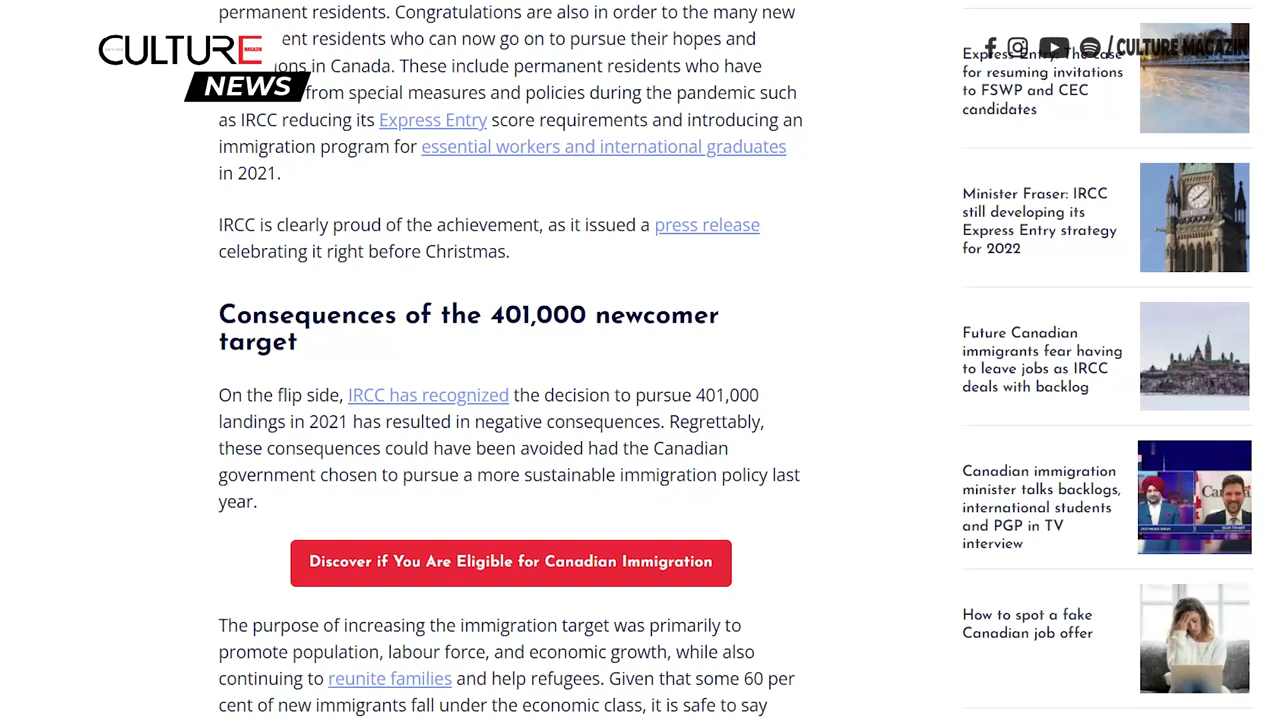 permanent residents. Congratulations are also in order to the many new
ent residents who can now go on to pursue their hopes and
ons in Canada. These include permanent residents who have
from special measures and policies during the pandemic such
as IRCC reducing its Express Entry score requirements and introducing an
immigration program for essential workers and international graduates
in 2021.
IRCC is clearly proud of the achievement, as it issued a press release
celebrating it right before Christmas.
Consequences of the 401,000 newcomer
target
On the flip side, IRCC has recognized the decision to pursue 401,000
landings in 2021 has resulted in negative consequences. Regrettably,
these consequences could have been avoided had the Canadian
government chosen to pursue a more sustainable immigration policy last
year.
Discover if You Are Eligible for Canadian Immigration
The purpose of increasing the immigration target was primarily to
promote population, labour force, and economic growth, while also
continuing to reunite families and help refugees. Given that some 60 per
cent of new immigrants fall under the economic class, it is safe to say
CULTURE
MAGAZIN
NEWS
/ CULTURE MAGAZIN
Express Entry: The case
for resuming invitations
to FSWP and CEC
candidates
Minister Fraser: IRCC
still developing its
Express Entry strategy
for 2022
Future Canadian
immigrants fear having
to leave jobs as IRCC
deals with backlog
Canadian immigration
minister talks backlogs,
international students
and PGP in TV
interview
How to spot a fake
Canadian job offer